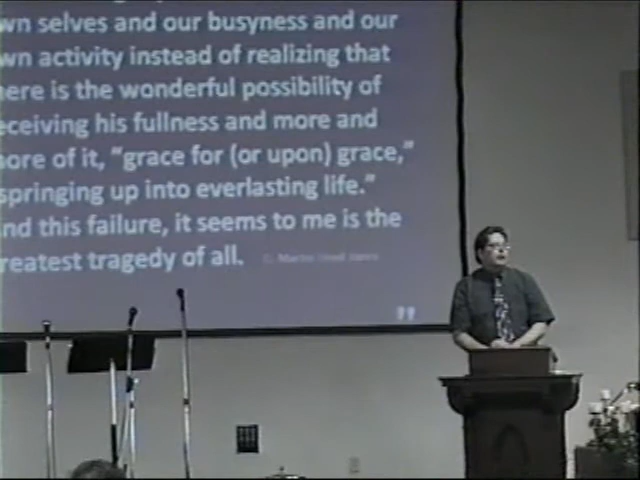 wn selves and our busyness and our
wn activity instead of realizing that
here is the wonderful possibility of
eceiving his fullness and more and
ore of it, “grace for (or upon) grace,”
springing up into everlasting life.”
nd this failure, it seems to me is the
reatest tragedy of all.
”